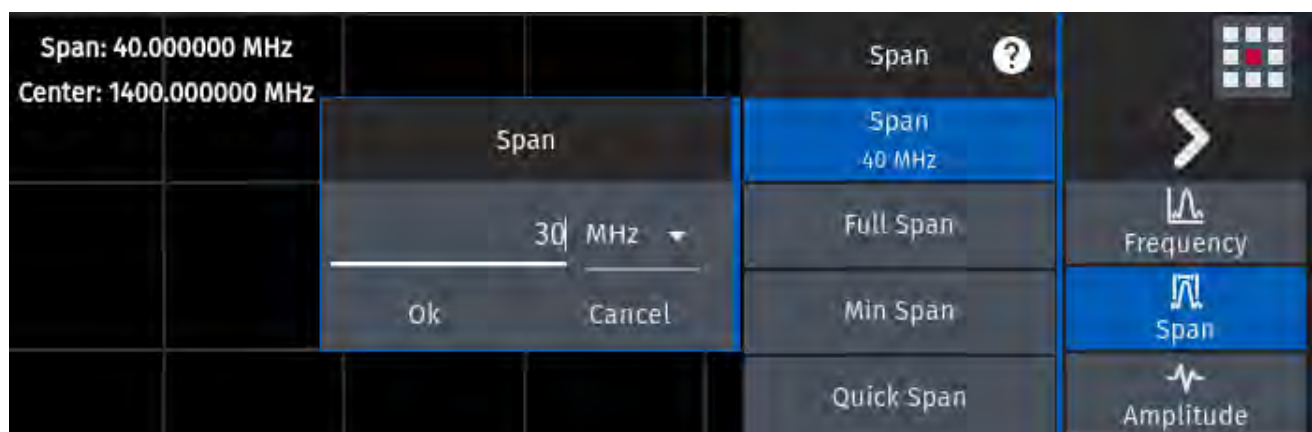 Span: 40.000000 MHz
Center: 1400.000000 MHz
Span
30 MHz
Ok Cancel
Span ?
Span
40 MHz
Full Span
Min Span
Quick Span
Frequency
Span
Amplitude